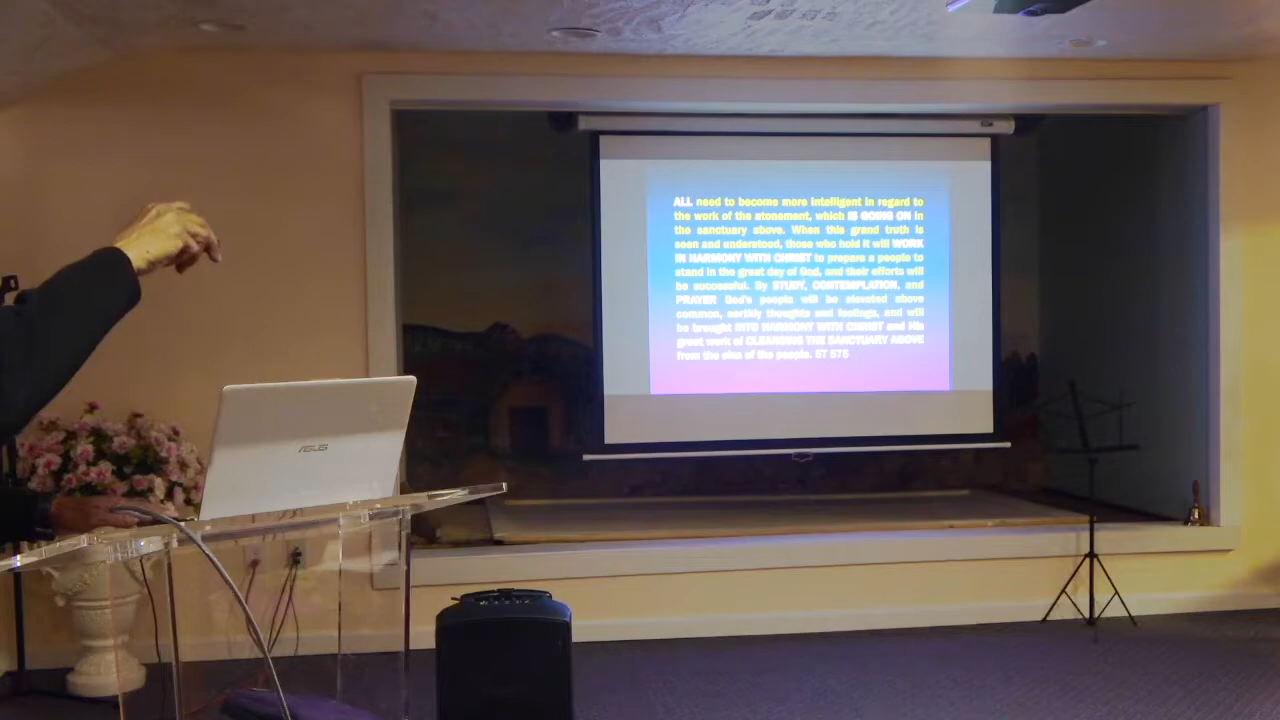 ALL need to become more intelligent in regard to
the work of the atonement, which IS GOING ON in
the sanctuary above. When this grand truth is
seen and understood, those who hold it will WORK
IN HARMONY WITH CHRIST to prepare a people to
stand in the great day of God, and their efforts will
be successful. By STUDY, CONTEMPLATION, and
PRAYER God's people will be elevated above
common, earthly thoughts and feelings, and will
be brought INTO HARMONY WITH CHRIST and His
great work of CLEANSING THE SANCTUARY ABOVE
from the sins of the people. 5T 575
ASUS